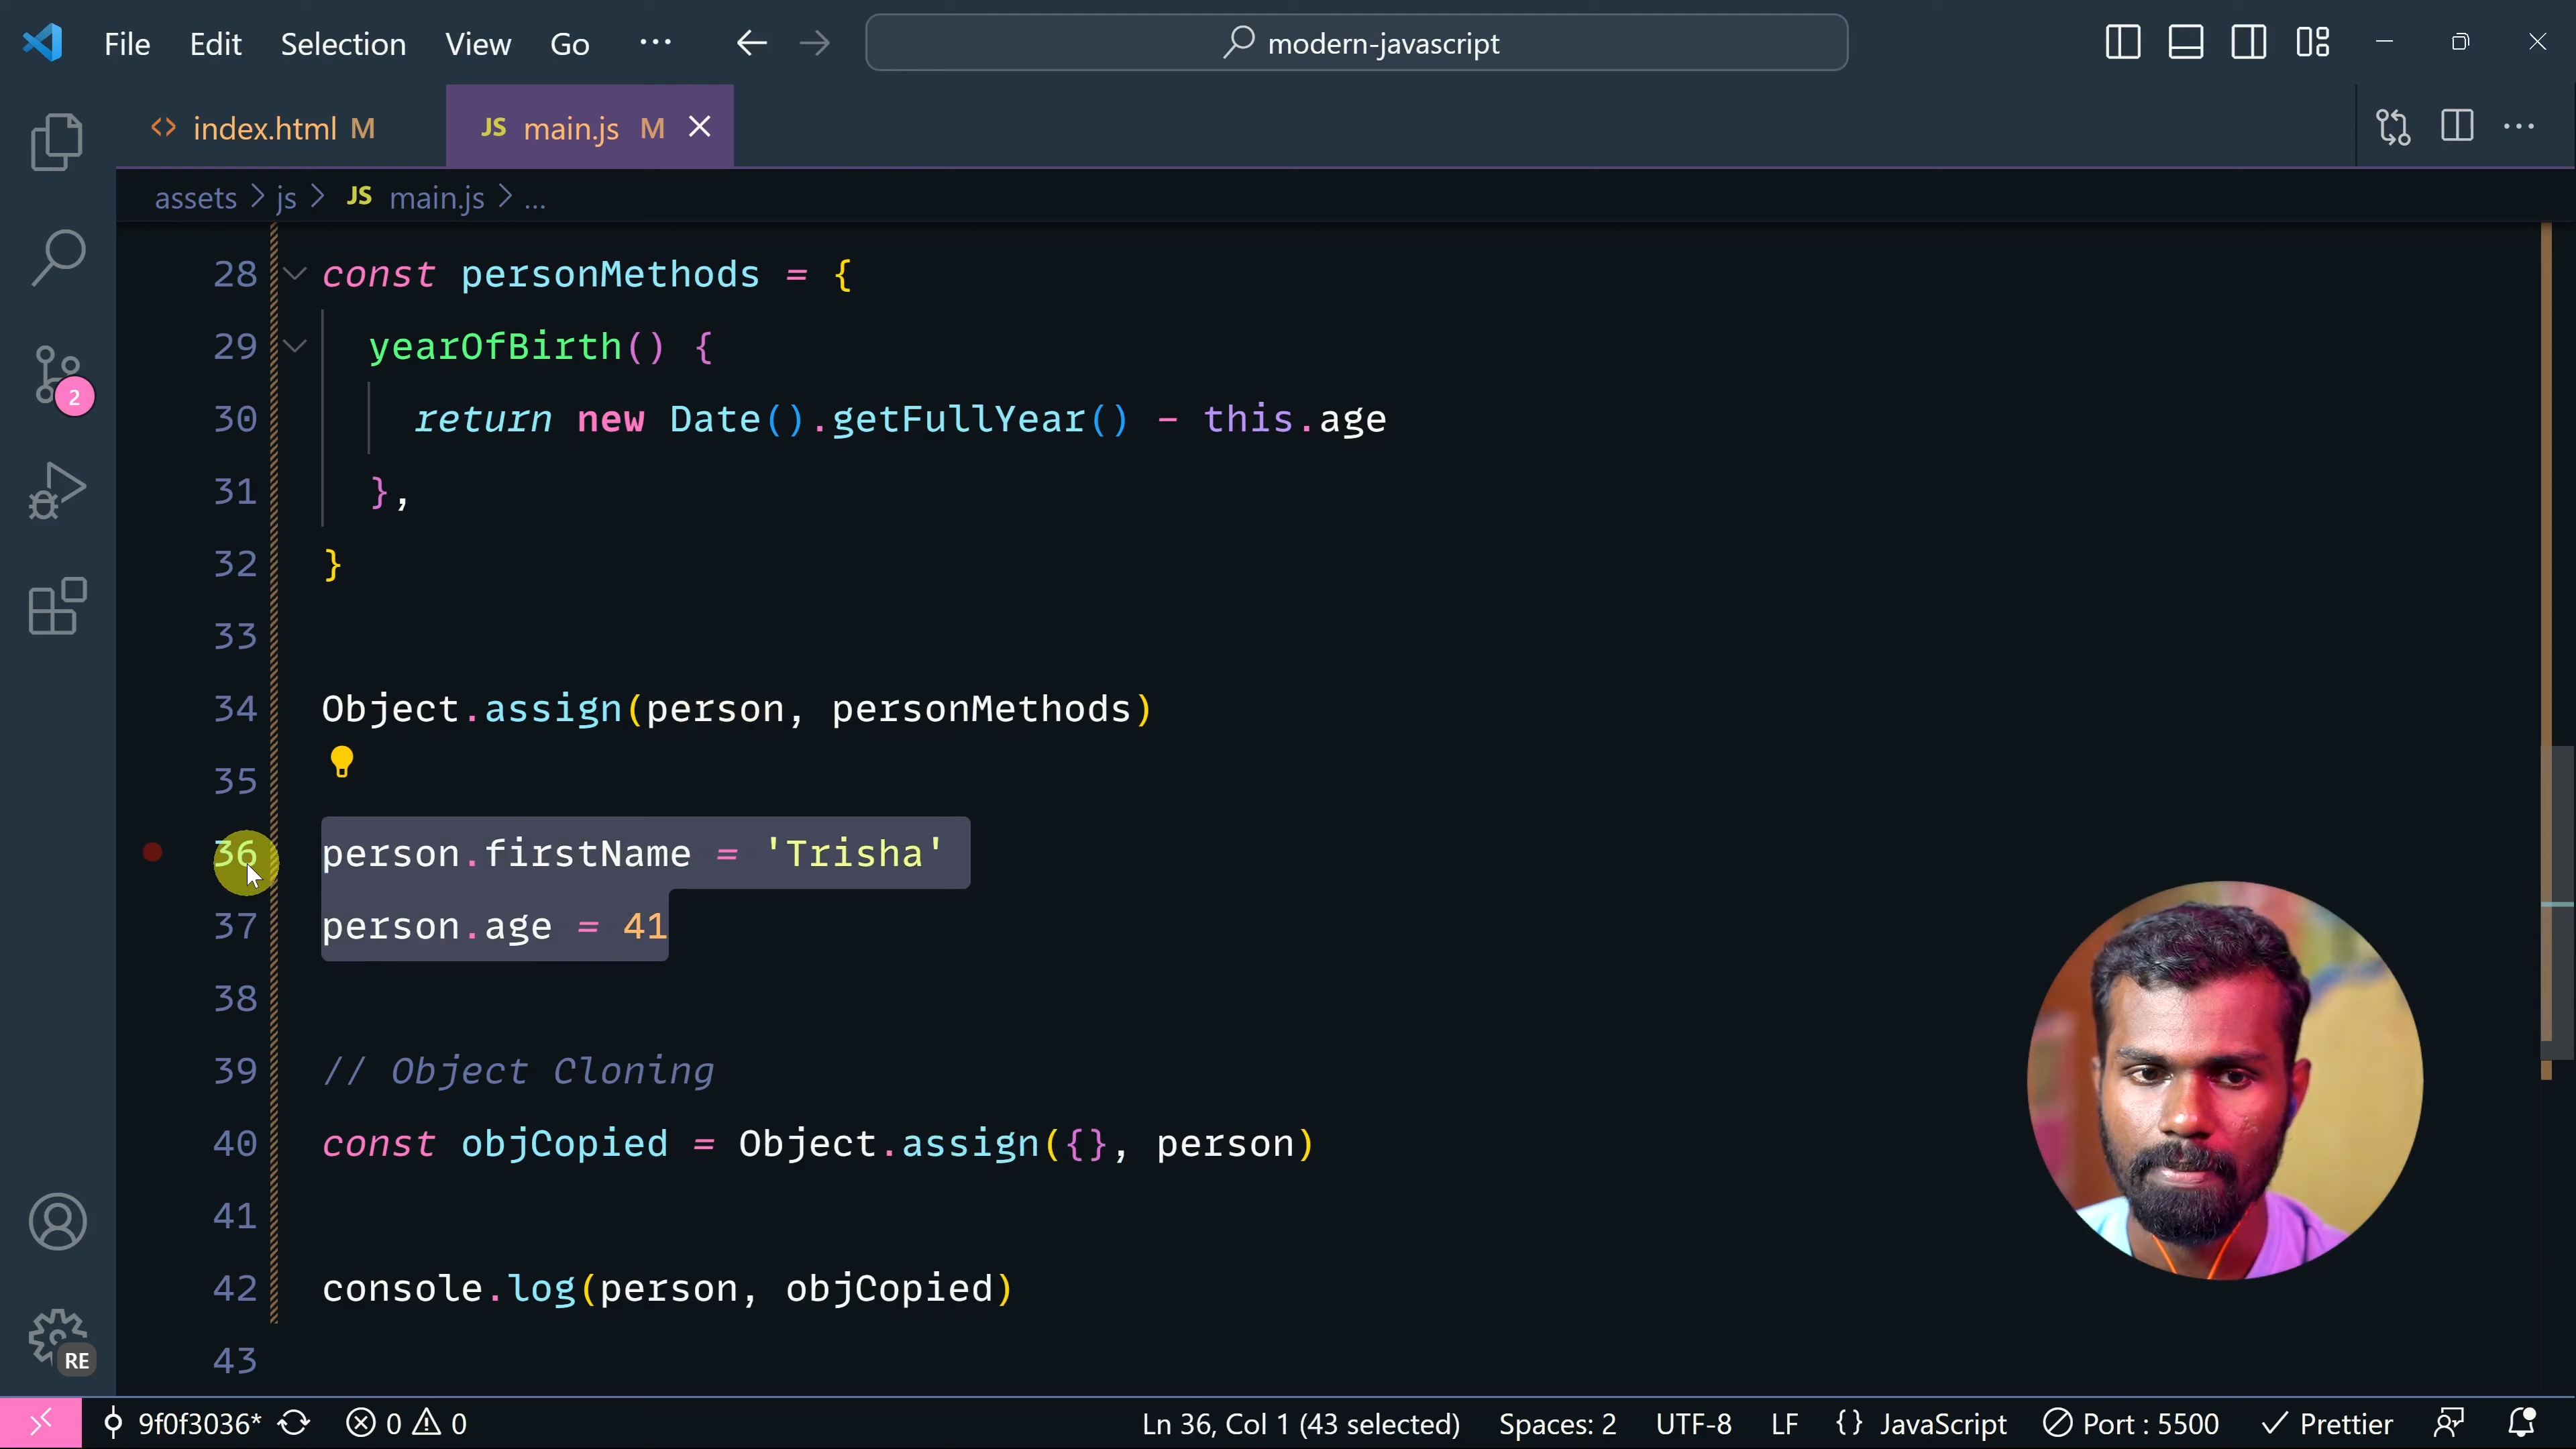 File Edit Selection View Go ··· modern-javascript
<> index.html M JS main.js M
assets > js > JS main.js > ...
28 const personMethods = {
29 yearOfBirth() {
30 return new Date().getFullYear() - this.age
31 },
32 }
33
34 Object.assign(person, personMethods)
35
36 person.firstName = 'Trisha'
37 person.age = 41
38
39 // Object Cloning
40 const objCopied = Object.assign({}, person)
41
42 console.log(person, objCopied)
43
2
RE
9f0f3036* 0 0 Ln 36, Col 1 (43 selected) Spaces: 2 UTF-8 LF {} JavaScript Port : 5500 Prettier